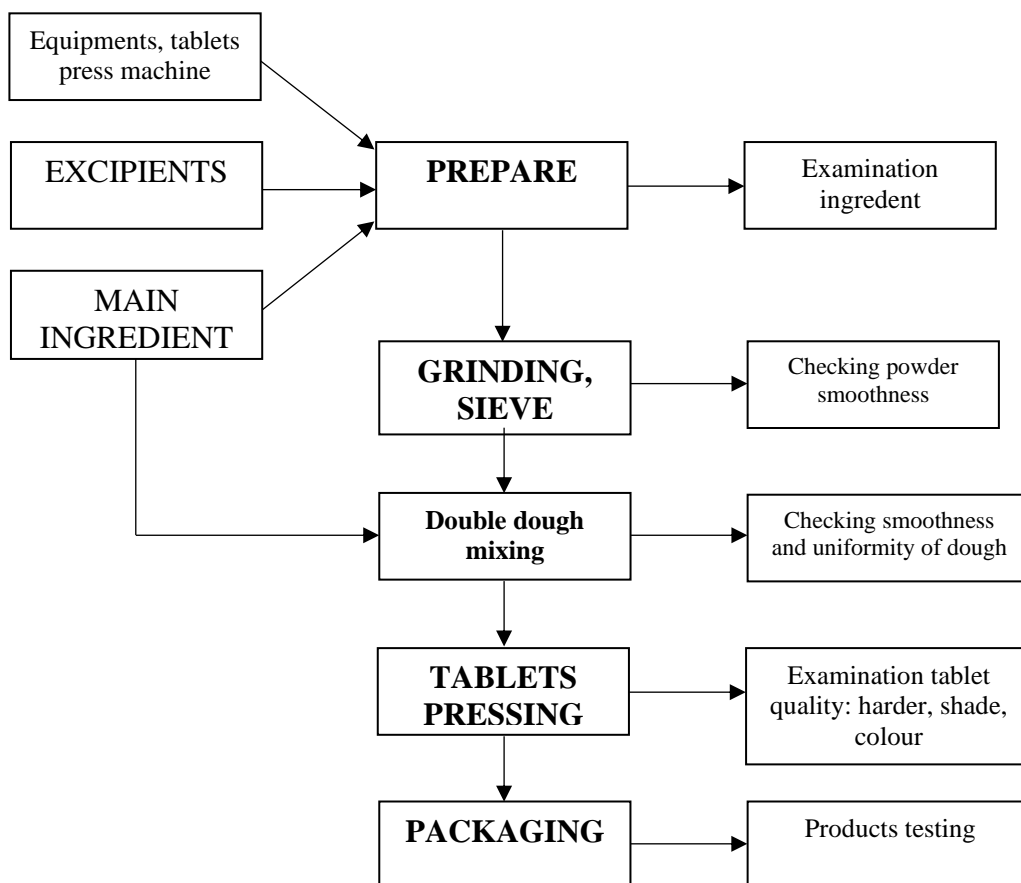 Equipments, tablets
press machine
EXCIPIENTS
PREPARE
Examination
ingredent
MAIN
INGREDIENT
GRINDING,
SIEVE
Checking powder
smoothness
Double dough
mixing
Checking smoothness
and uniformity of dough
TABLETS
PRESSING
Examination tablet
quality: harder, shade,
colour
PACKAGING
Products testing